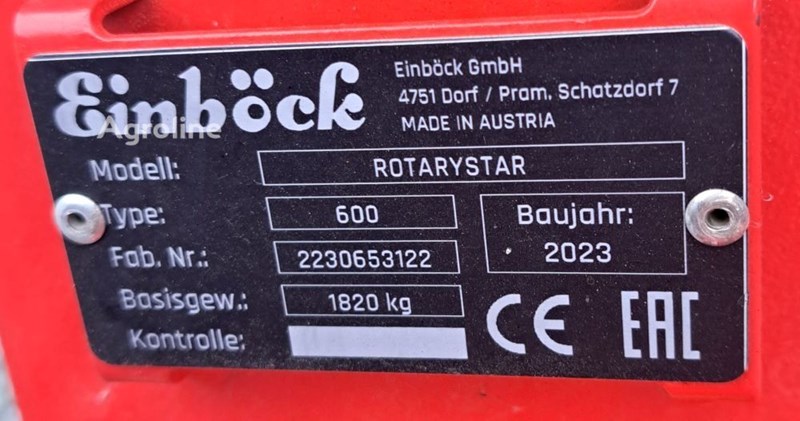 Einböck
Einböck GmbH
4751 Dorf / Pram, Schatzdorf 7
MADE IN AUSTRIA
Agroline
Modell: ROTARYSTAR
Type: 600
Baujahr:
2023
Fab. Nr.: 2230653122
Basisgew.: 1820 kg
Kontrolle:
CE EAC